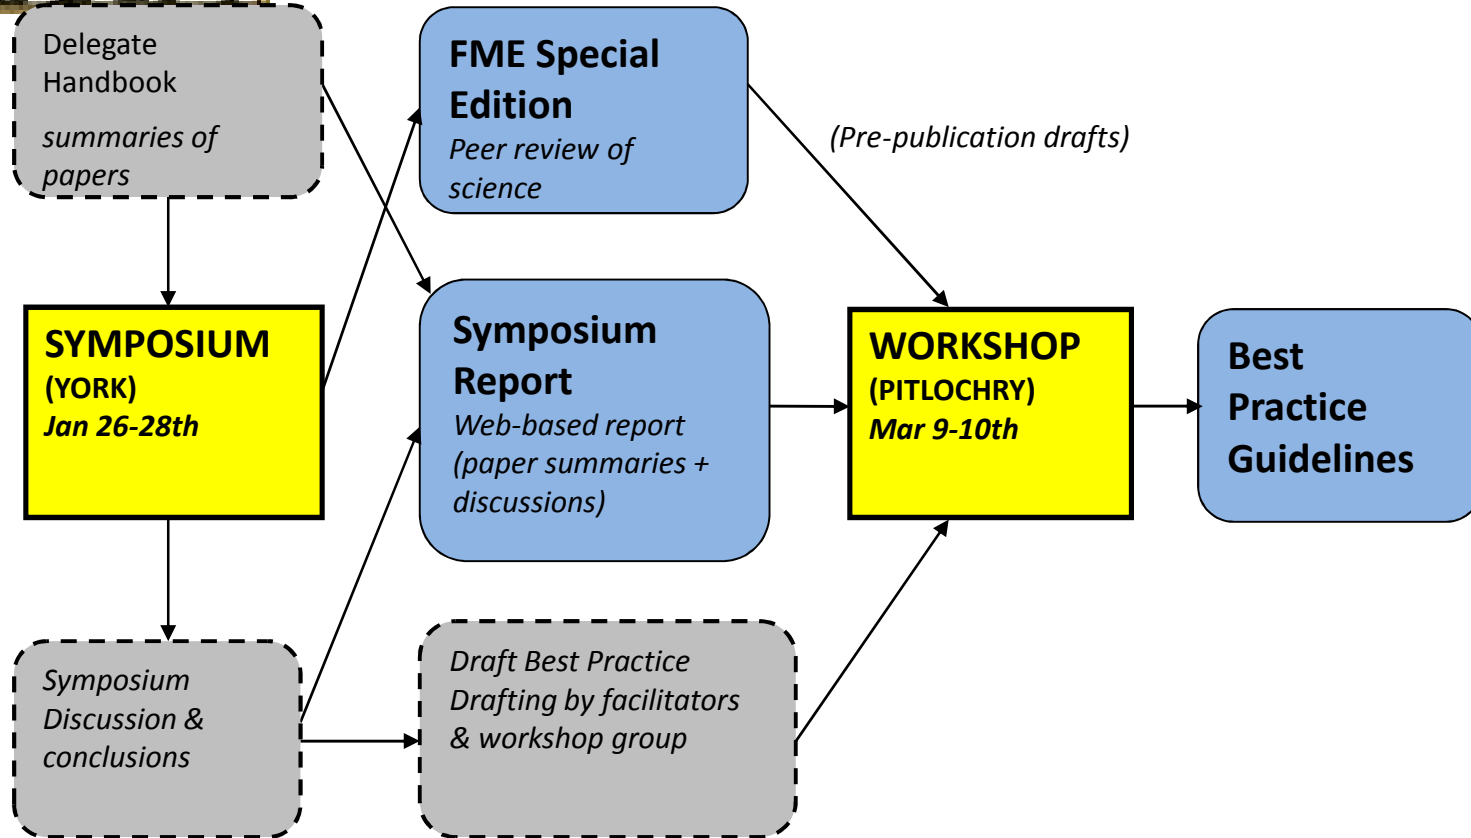 Delegate
Handbook
summaries of
papers
FME Special
Edition
Peer review of
science
(Pre-publication drafts)
SYMPOSIUM
(YORK)
Jan 26-28th
Symposium
Report
Web-based report
(paper summaries +
discussions)
WORKSHOP
(PITLOCHRY)
Mar 9-10th
Best
Practice
Guidelines
Symposium
Discussion &
conclusions
Draft Best Practice
Drafting by facilitators
& workshop group